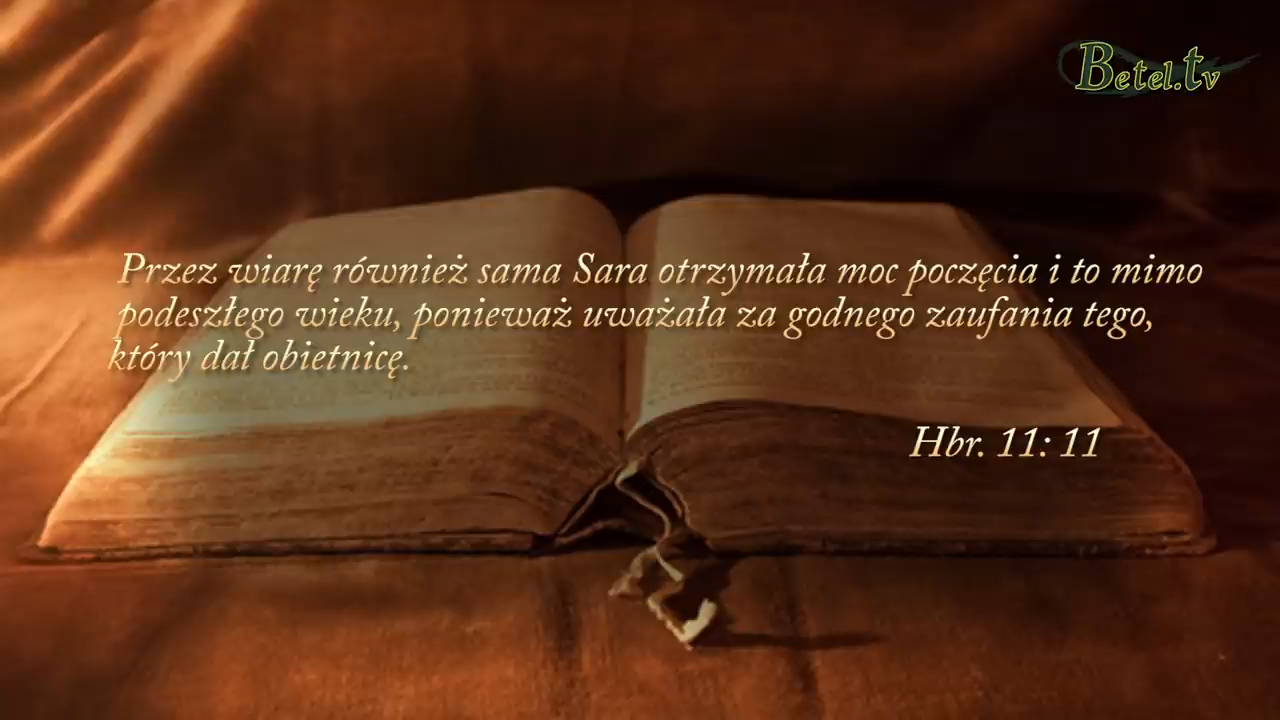 Betel.tv
Przez wiarę również sama Sara otrzymała moc poczęcia i to mimo
podeszłego wieku, ponieważ uważała za godnego zaufania tego,
który dał obietnicę.
Hbr. 11: 11